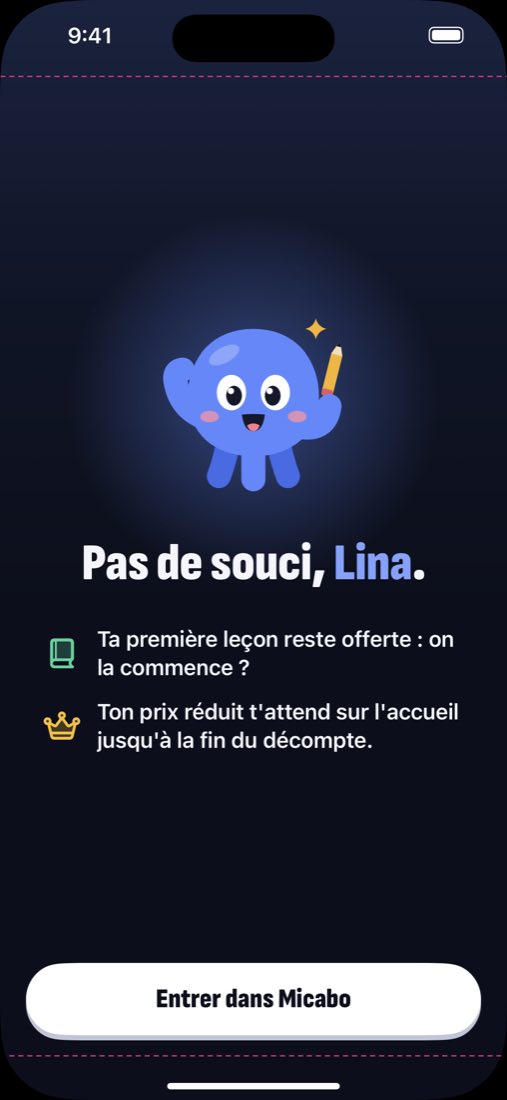 9:41
Pas de souci, Lina.
Ta première leçon reste offerte : on
la commence ?
Ton prix réduit t'attend sur l'accueil
jusqu'à la fin du décompte.
Entrer dans Micabo